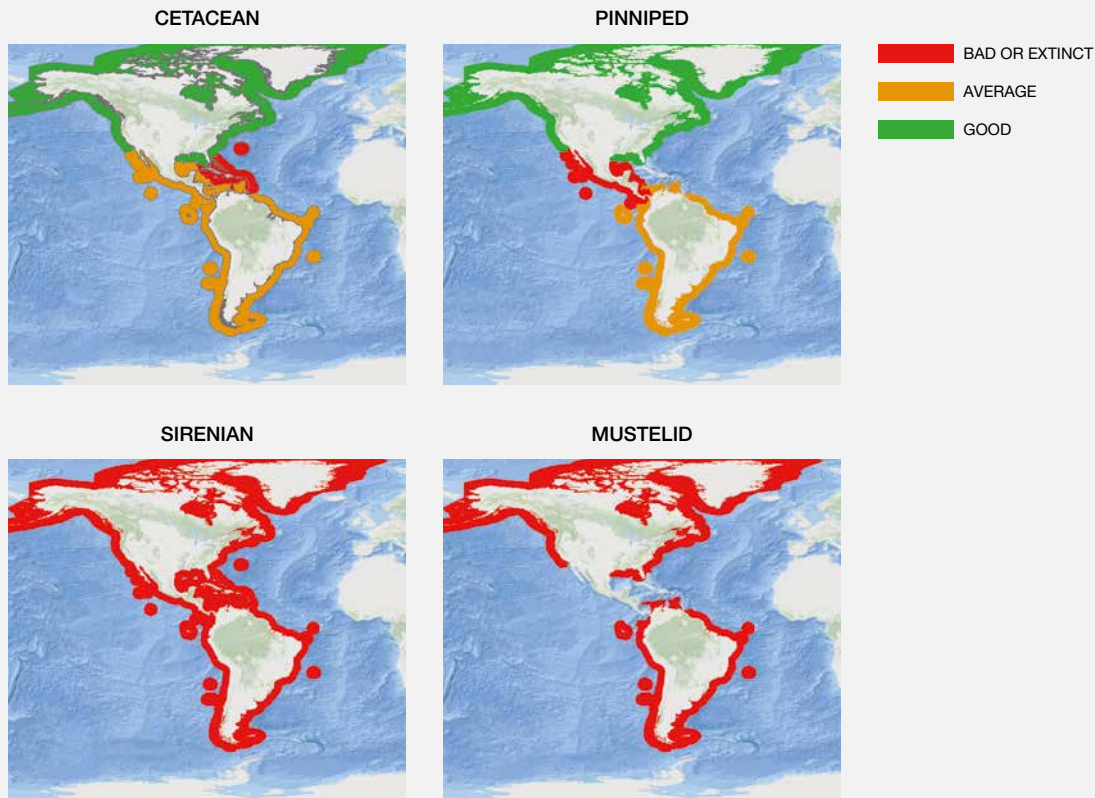 CETACEAN
PINNIPED
BAD OR EXTINCT
AVERAGE
GOOD
SIRENIAN
MUSTELID